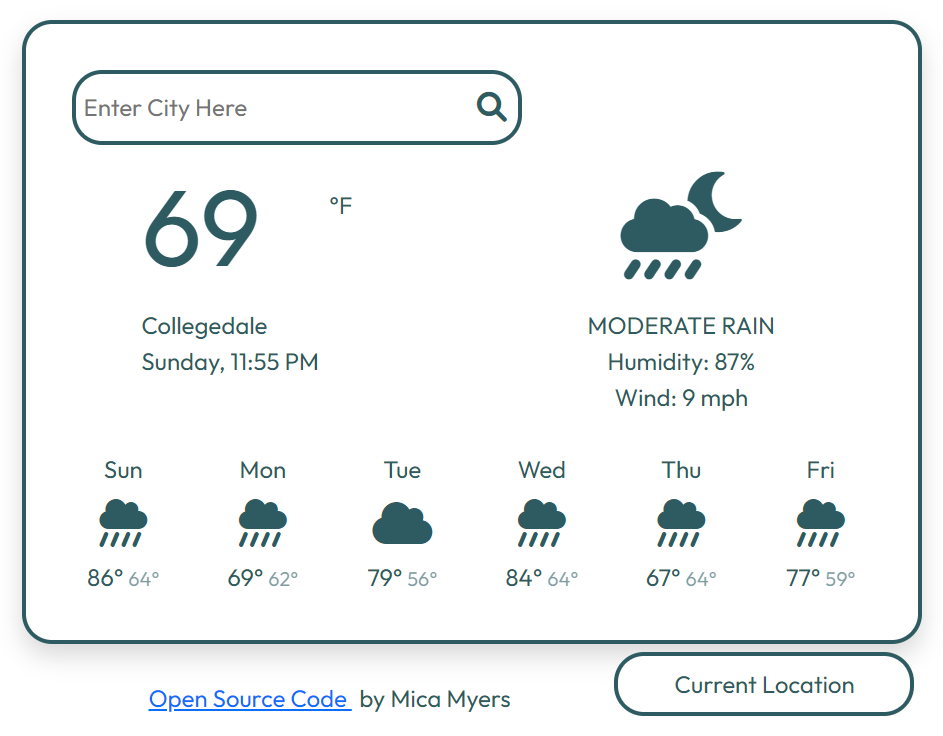 Enter City Here
69 °F
Collegedale
Sunday, 11:55 PM
MODERATE RAIN
Humidity: 87%
Wind: 9 mph
Sun Mon Tue Wed Thu Fri
86° 64° 69° 62° 79° 56° 84° 64° 67° 64° 77° 59°
Open Source Code by Mica Myers
Current Location